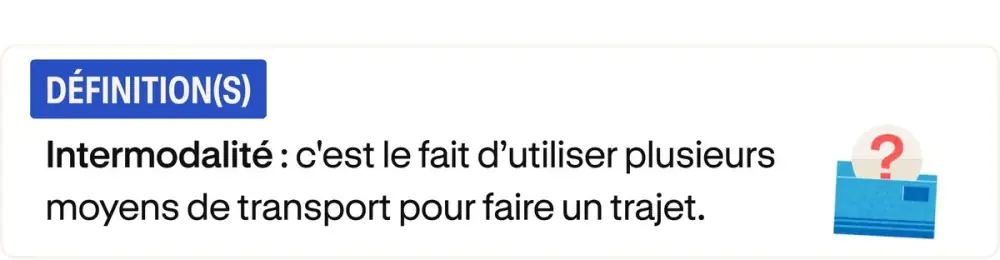 DÉFINITION(S)
Intermodalité : c'est le fait d’utiliser plusieurs
moyens de transport pour faire un trajet.
?